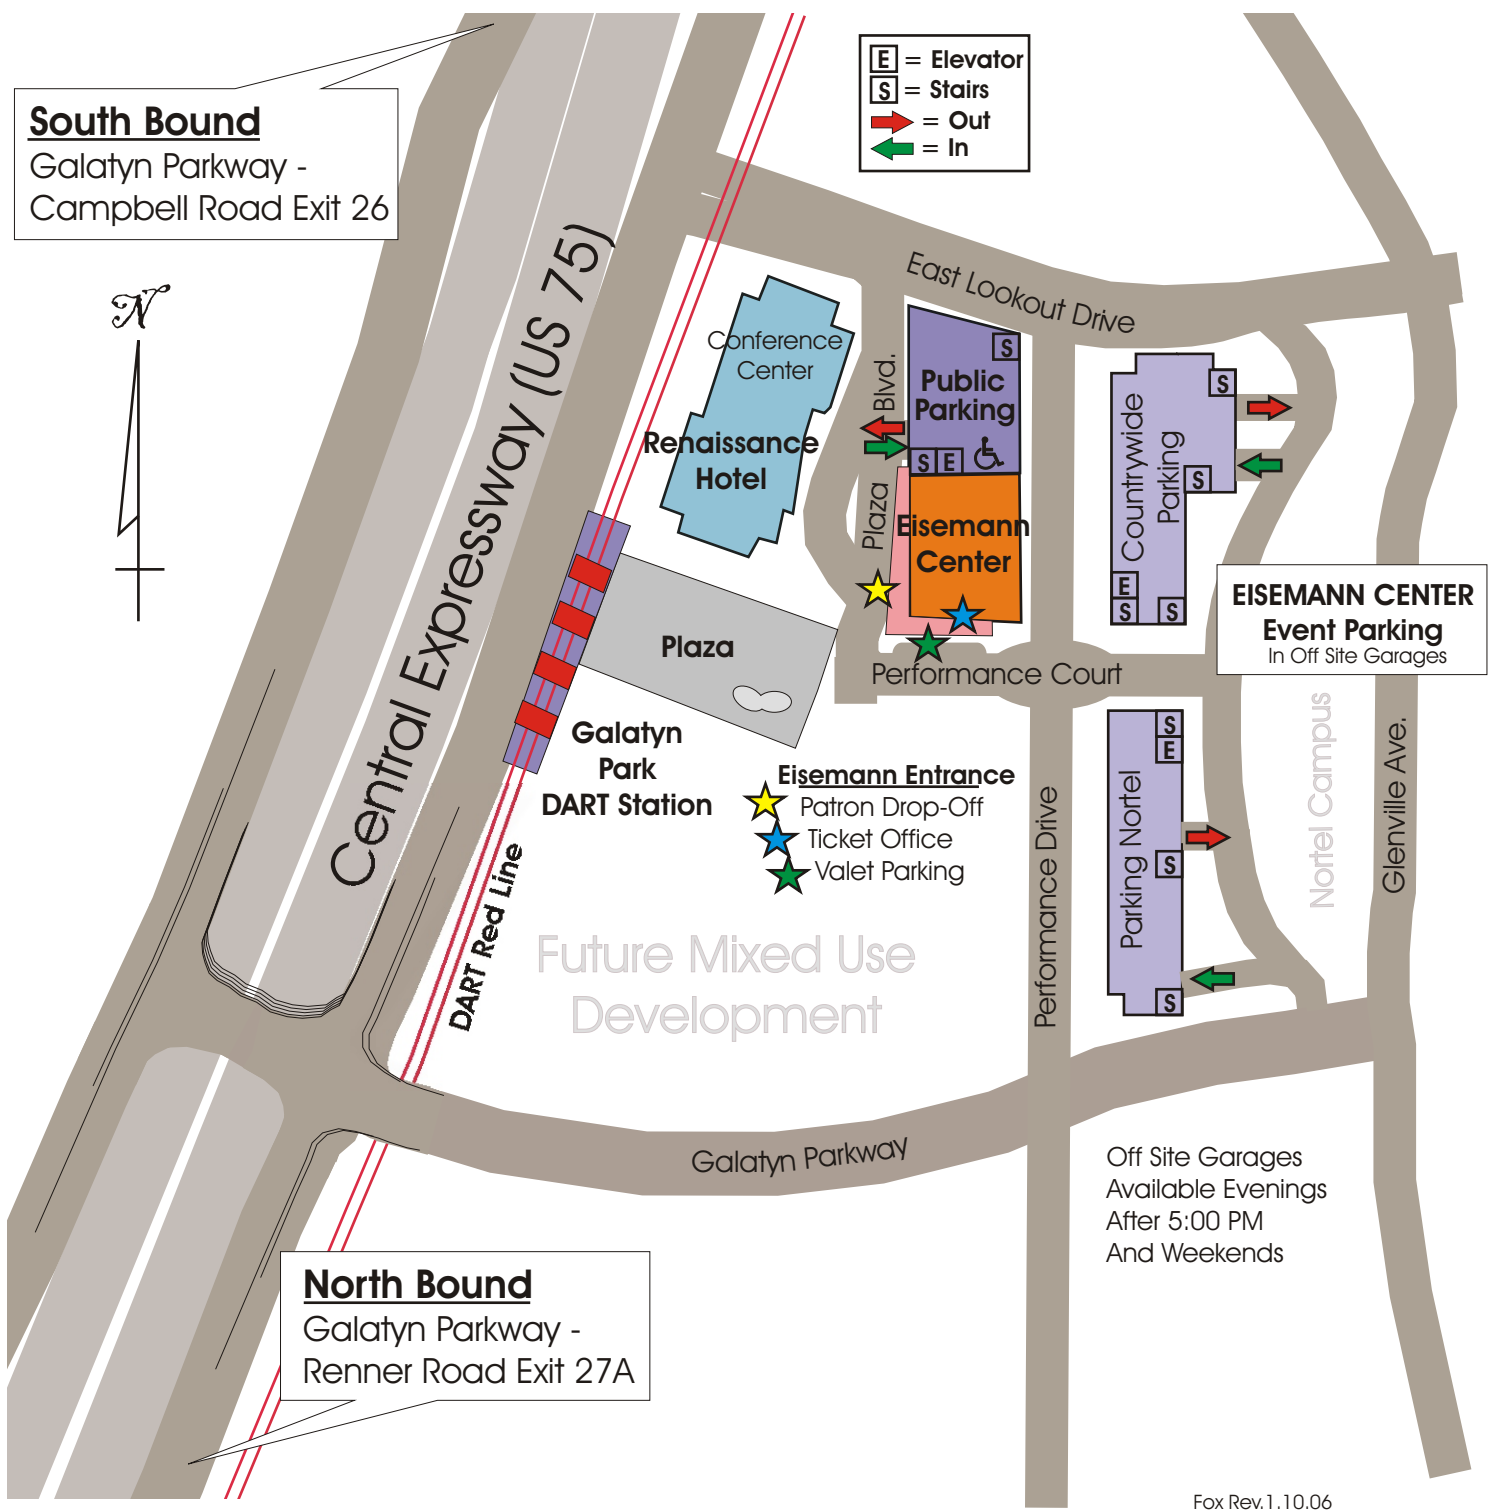 South Bound
Galatyn Parkway -
Campbell Road Exit 26
E = Elevator
S = Stairs
= Out
= In
N
Central Expressway (US 75)
East Lookout Drive
Conference
Center
Renaissance
Hotel
Plaza Blvd.
S
Public
Parking
S E
Eisemann
Center
Countrywide
Parking
S
S
E
S S
EISEMANN CENTER
Event Parking
In Off Site Garages
Plaza
Performance Court
Galatyn
Park
DART Station
Eisemann Entrance
Patron Drop-Off
Ticket Office
Valet Parking
DART Red Line
Future Mixed Use
Development
Performance Drive
Parking Nortel
S
E
S
S
Nortel Campus
Glenville Ave.
Galatyn Parkway
Off Site Garages
Available Evenings
After 5:00 PM
And Weekends
North Bound
Galatyn Parkway -
Renner Road Exit 27A
Fox Rev.1.10.06